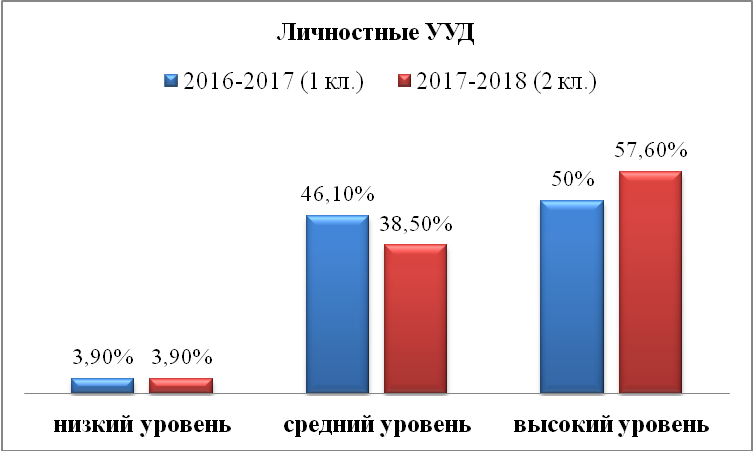 Личностные УУД
2016-2017 (1 кл.) 2017-2018 (2 кл.)
57,60%
50%
46,10%
38,50%
3,90% 3,90%
низкий уровень средний уровень высокий уровень